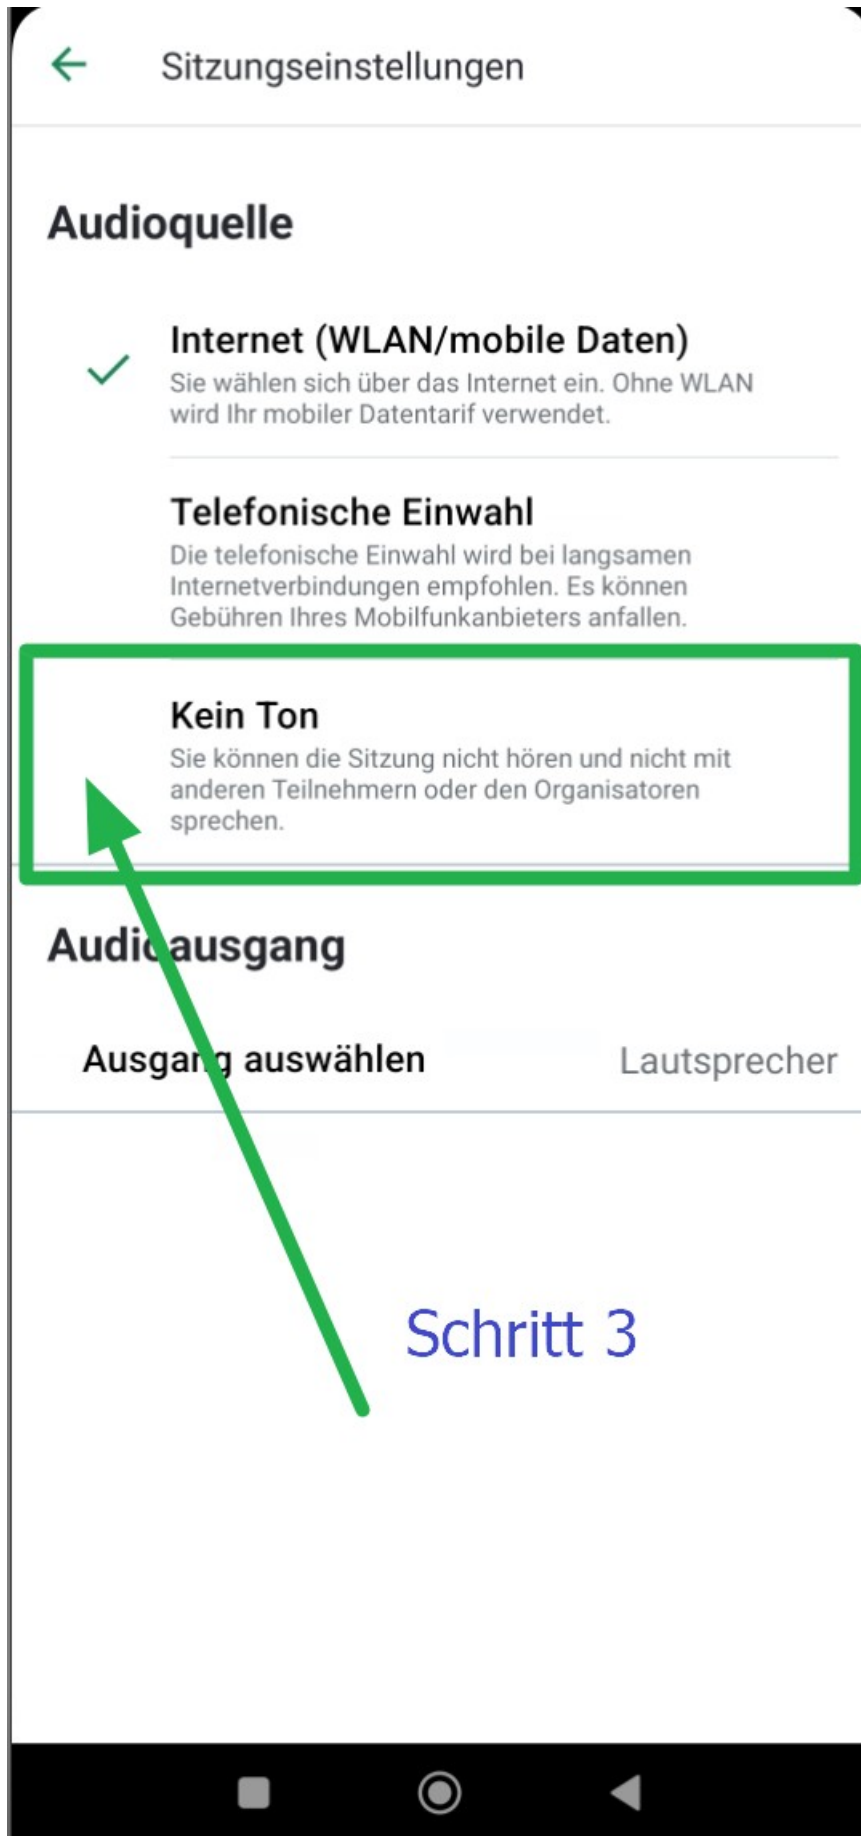 Sitzungseinstellungen
Audioquelle
Internet (WLAN/mobile Daten)
Sie wählen sich über das Internet ein. Ohne WLAN
wird Ihr mobiler Datentarif verwendet.
Telefonische Einwahl
Die telefonische Einwahl wird bei langsamen
Internetverbindungen empfohlen. Es können
Gebühren Ihres Mobilfunkanbieters anfallen.
Kein Ton
Sie können die Sitzung nicht hören und nicht mit
anderen Teilnehmern oder den Organisatoren
sprechen.
Audioausgang
Ausgang auswählen Lautsprecher
Schritt 3